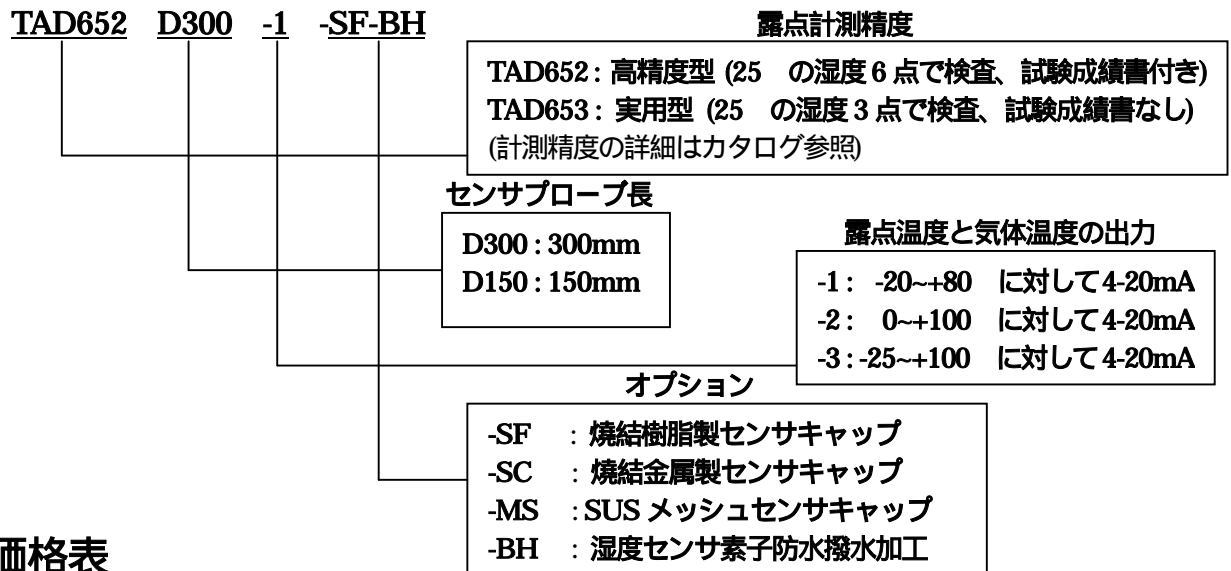 TAD652 D300 -1 -SF-BH
露点計測精度
TAD652 : 高精度型 (25 の湿度 6 点で検査、試験成績書付き)
TAD653 : 実用型 (25 の湿度 3 点で検査、試験成績書なし)
(計測精度の詳細はカタログ参照)
センサプローブ長
D300 : 300mm
D150 : 150mm
露点温度と気体温度の出力
-1 : -20~+80 に対して 4-20mA
-2 : 0~+100 に対して 4-20mA
-3 : -25~+100 に対して 4-20mA
オプション
-SF : 焼結樹脂製センサキャップ
-SC : 焼結金属製センサキャップ
-MS : SUS メッシュセンサキャップ
-BH : 湿度センサ素子防水撥水加工
価格表